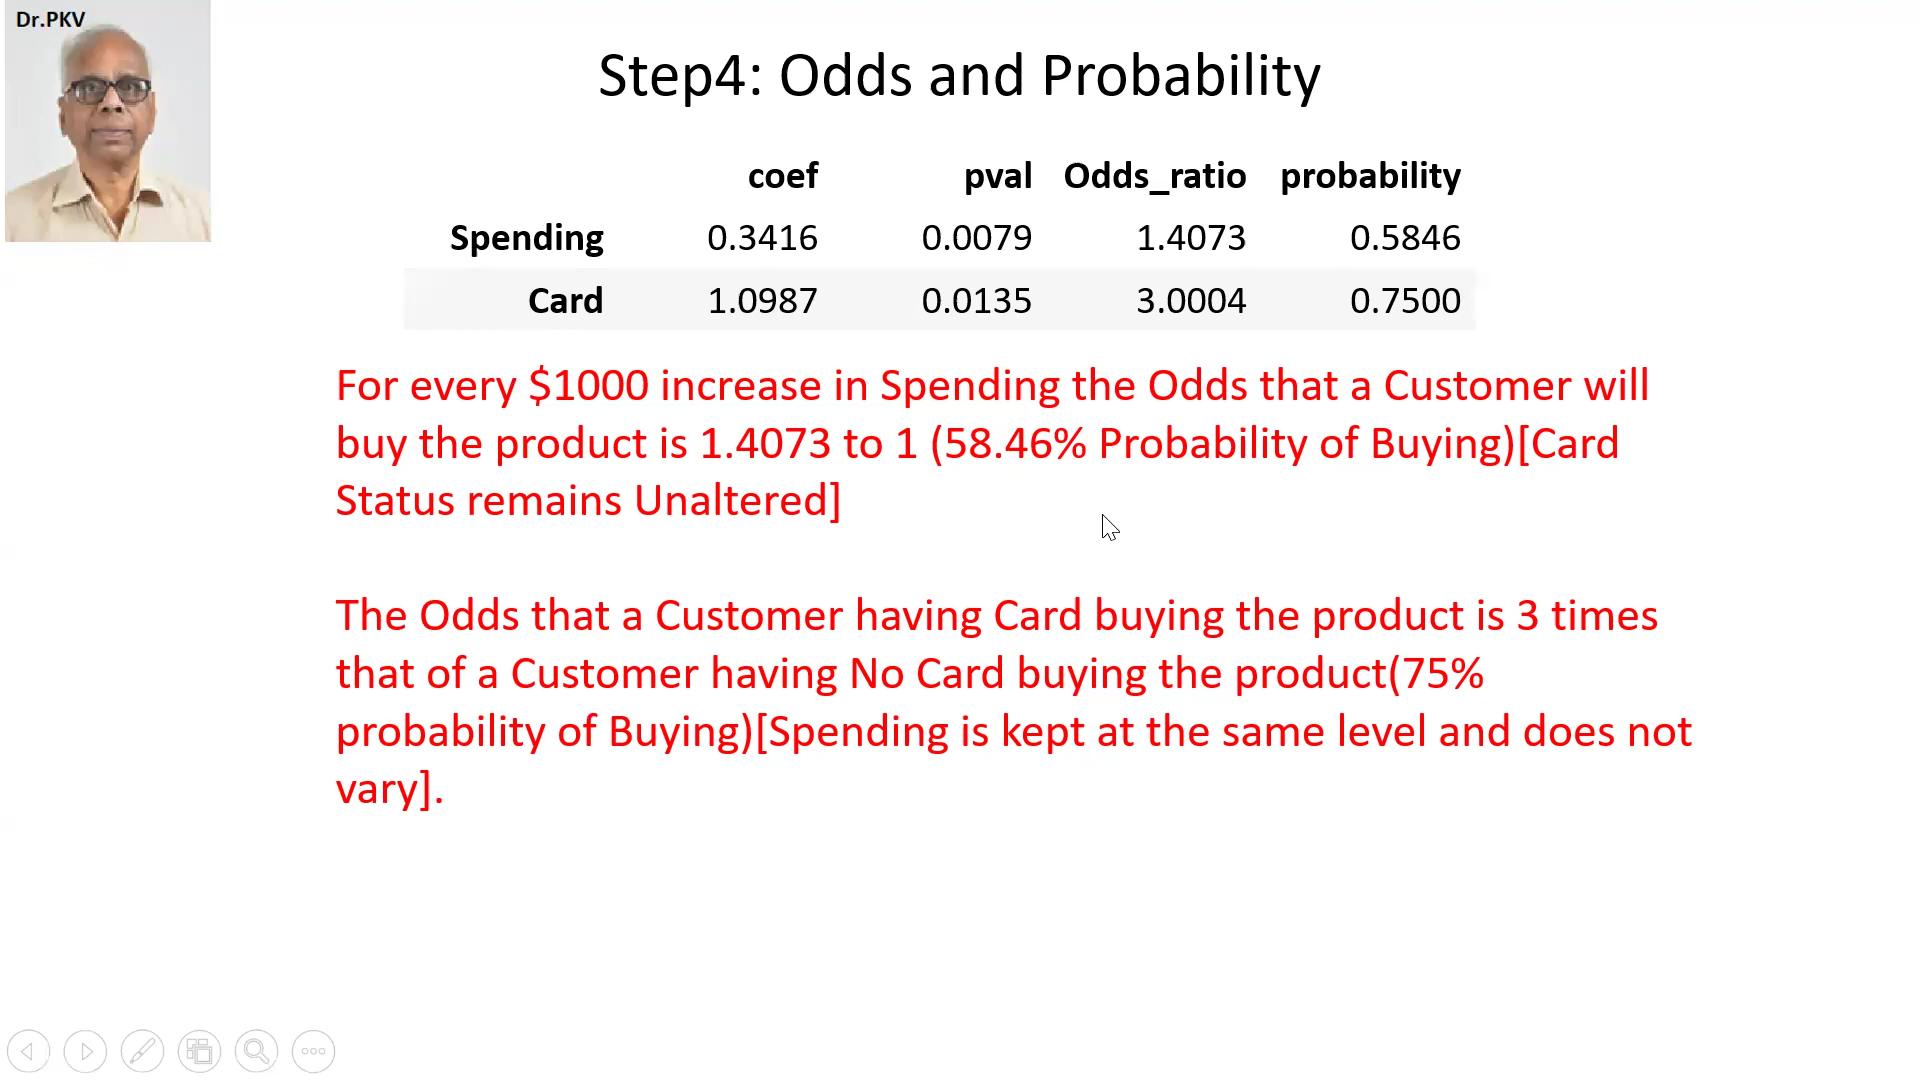 Dr.PKV
Step4: Odds and Probability
coef pval Odds_ratio probability
Spending 0.3416 0.0079 1.4073 0.5846
Card 1.0987 0.0135 3.0004 0.7500
For every $1000 increase in Spending the Odds that a Customer will
buy the product is 1.4073 to 1 (58.46% Probability of Buying)[Card
Status remains Unaltered]
The Odds that a Customer having Card buying the product is 3 times
that of a Customer having No Card buying the product(75%
probability of Buying)[Spending is kept at the same level and does not
vary].